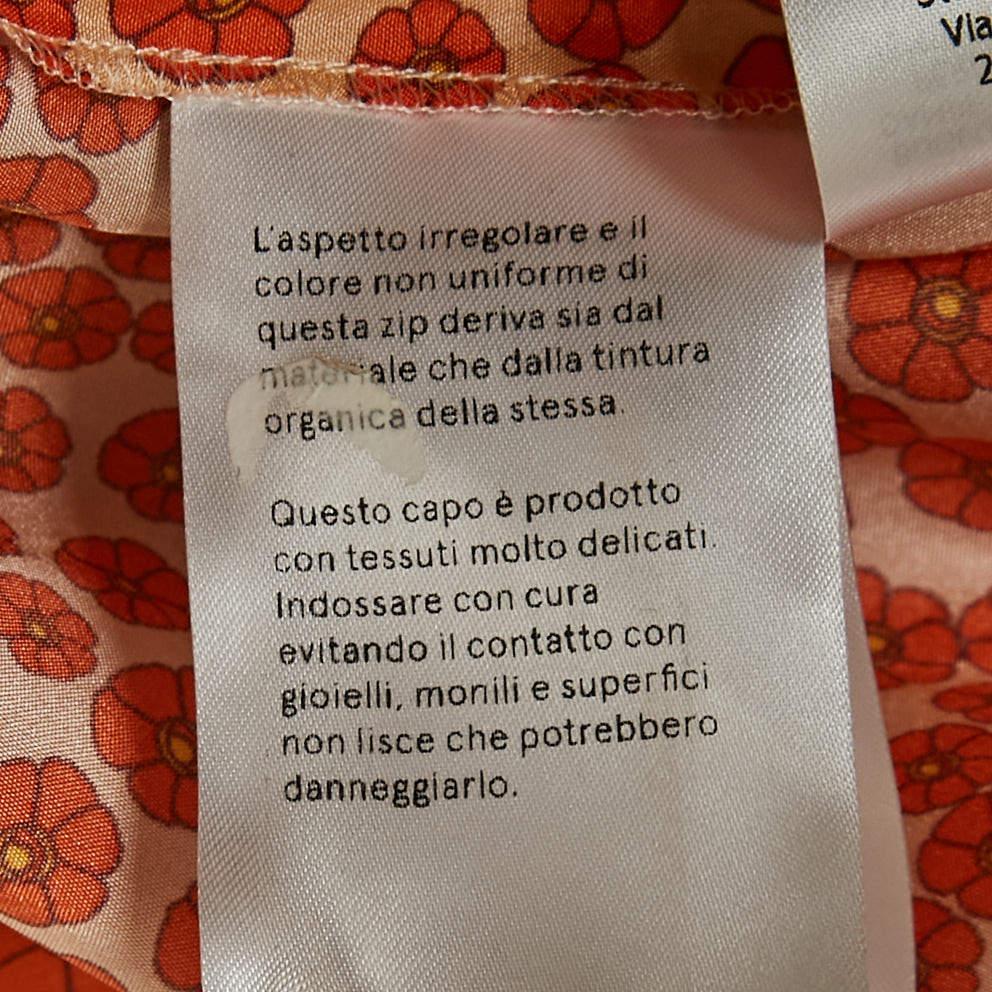 Via
2
L'aspetto irregolare e il
colore non uniforme di
questa zip deriva sia dal
materiale che dalla tintura
organica della stessa.
Questo capo è prodotto
con tessuti molto delicati.
Indossare con cura
evitando il contatto con
gioielli, monili e superfici
non lisce che potrebbero
danneggiarlo.